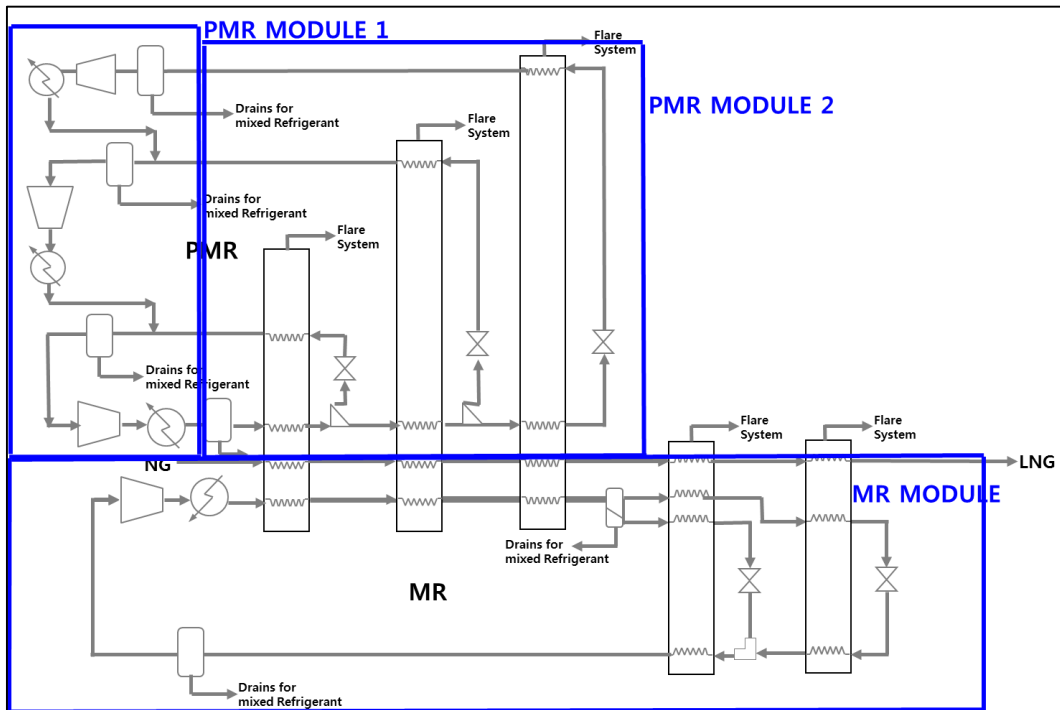 PMR MODULE 1
Flare
System
Drains for
mixed Refrigerant
PMR MODULE 2
Flare
System
Drains for
mixed Refrigerant
Flare
System
PMR
Drains for
mixed Refrigerant
Flare
System
Flare
System
NG
LNG
MR MODULE
Drains for
mixed Refrigerant
MR
Drains for
mixed Refrigerant